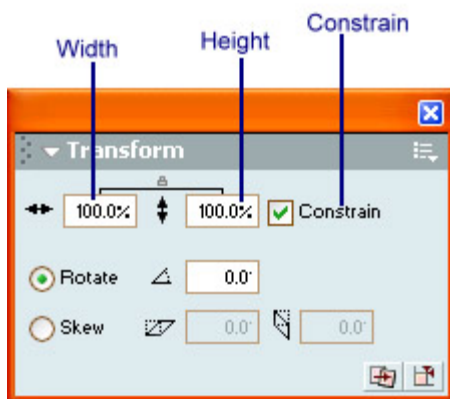 Width Height Constrain
Transform
100.0% 100.0% Constrain
Rotate 0.0°
Skew 0.0° 0.0°